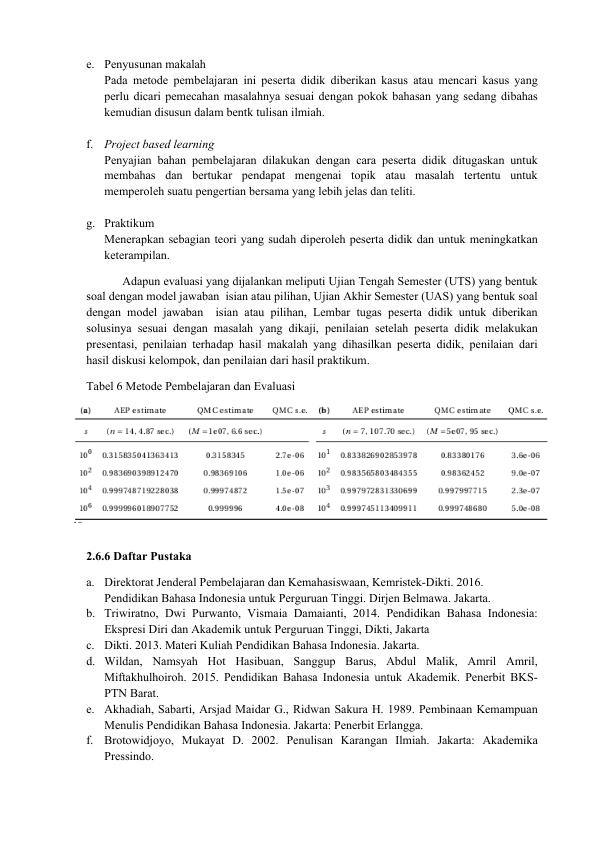 e. Penyusunan makalah
Pada metode pembelajaran ini peserta didik diberikan kasus atau mencari kasus yang
perlu dicari pemecahan masalahnya sesuai dengan pokok bahasan yang sedang dibahas
kemudian disusun dalam bentk tulisan ilmiah.
f. Project based learning
Penyajian bahan pembelajaran dilakukan dengan cara peserta didik ditugaskan untuk
membahas dan bertukar pendapat mengenai topik atau masalah tertentu untuk
memperoleh suatu pengertian bersama yang lebih jelas dan teliti.
g. Praktikum
Menerapkan sebagian teori yang sudah diperoleh peserta didik dan untuk meningkatkan
keterampilan.
Adapun evaluasi yang dijalankan meliputi Ujian Tengah Semester (UTS) yang bentuk
soal dengan model jawaban isian atau pilihan, Ujian Akhir Semester (UAS) yang bentuk soal
dengan model jawaban isian atau pilihan, Lembar tugas peserta didik untuk diberikan
solusinya sesuai dengan masalah yang dikaji, penilaian setelah peserta didik melakukan
presentasi, penilaian terhadap hasil makalah yang dihasilkan peserta didik, penilaian dari
hasil diskusi kelompok, dan penilaian dari hasil praktikum.
Tabel 6 Metode Pembelajaran dan Evaluasi
(a) AEP estimate QMC estimate QMC s.e. (b) AEP estimate QMC estimate QMC s.e.
s (n = 14, 4.87 sec.) (M =1e07, 6.6 sec.) s (n = 7, 107.70 sec.) (M =5e07, 95 sec.)
10⁰ 0.315835041363413 0.3158345 2.7e-06 10¹ 0.833826902853978 0.83380176 3.6e-06
10² 0.983690398912470 0.98369106 1.0e-06 10² 0.983565803484355 0.98362452 9.0e-07
10⁴ 0.999748719228038 0.99974872 1.5e-07 10³ 0.997972831330699 0.997997715 2.3e-07
10⁶ 0.999996018907752 0.999996 4.0e-08 10⁴ 0.999745113409911 0.999748680 5.0e-08
2.6.6 Daftar Pustaka
a. Direktorat Jenderal Pembelajaran dan Kemahasiswaan, Kemristek-Dikti. 2016.
Pendidikan Bahasa Indonesia untuk Perguruan Tinggi. Dirjen Belmawa. Jakarta.
b. Triwiratno, Dwi Purwanto, Vismaia Damaianti, 2014. Pendidikan Bahasa Indonesia:
Ekspresi Diri dan Akademik untuk Perguruan Tinggi, Dikti, Jakarta
c. Dikti. 2013. Materi Kuliah Pendidikan Bahasa Indonesia. Jakarta.
d. Wildan, Namsyah Hot Hasibuan, Sanggup Barus, Abdul Malik, Amril Amril,
Miftakhulhoiroh. 2015. Pendidikan Bahasa Indonesia untuk Akademik. Penerbit BKS-
PTN Barat.
e. Akhadiah, Sabarti, Arsjad Maidar G., Ridwan Sakura H. 1989. Pembinaan Kemampuan
Menulis Pendidikan Bahasa Indonesia. Jakarta: Penerbit Erlangga.
f. Brotowidjoyo, Mukayat D. 2002. Penulisan Karangan Ilmiah. Jakarta: Akademika
Pressindo.